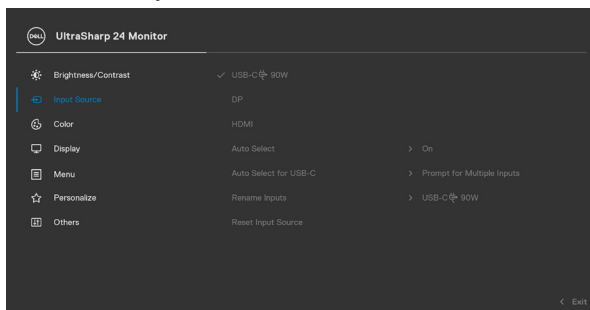 DELL UltraSharp 24 Monitor
Brightness/Contrast USB-C 90W
Input Source DP
Color HDMI
Display Auto Select On
Menu Auto Select for USB-C Prompt for Multiple Inputs
Personalize Rename Inputs USB-C 90W
Others Reset Input Source
Exit